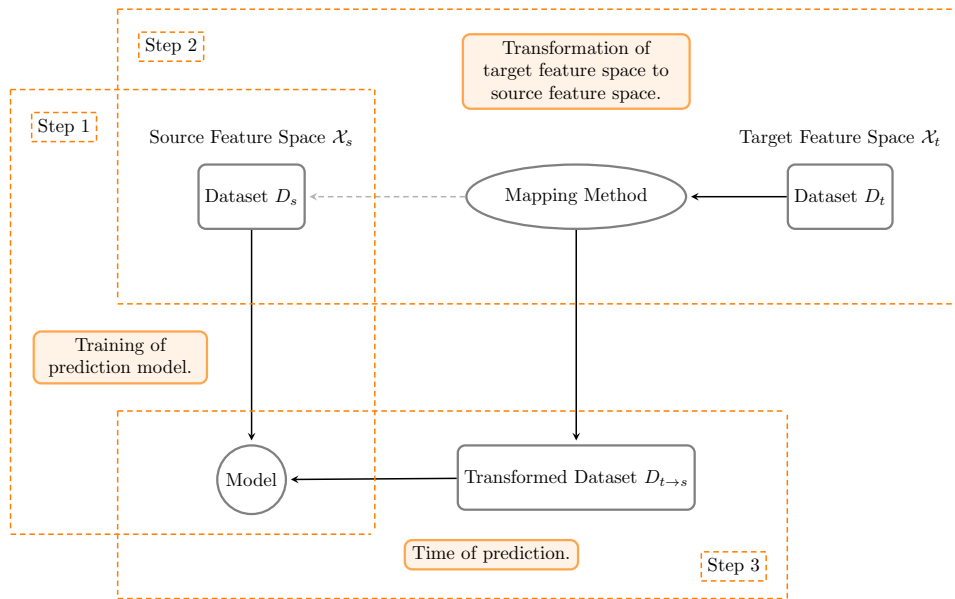 Step 2
Transformation of
target feature space to
source feature space.
Step 1
Source Feature Space 𝒳ₛ
Target Feature Space 𝒳ₜ
Dataset Dₛ
Mapping Method
Dataset Dₜ
Training of
prediction model.
Model
Transformed Dataset Dₜ→ₛ
Time of prediction.
Step 3